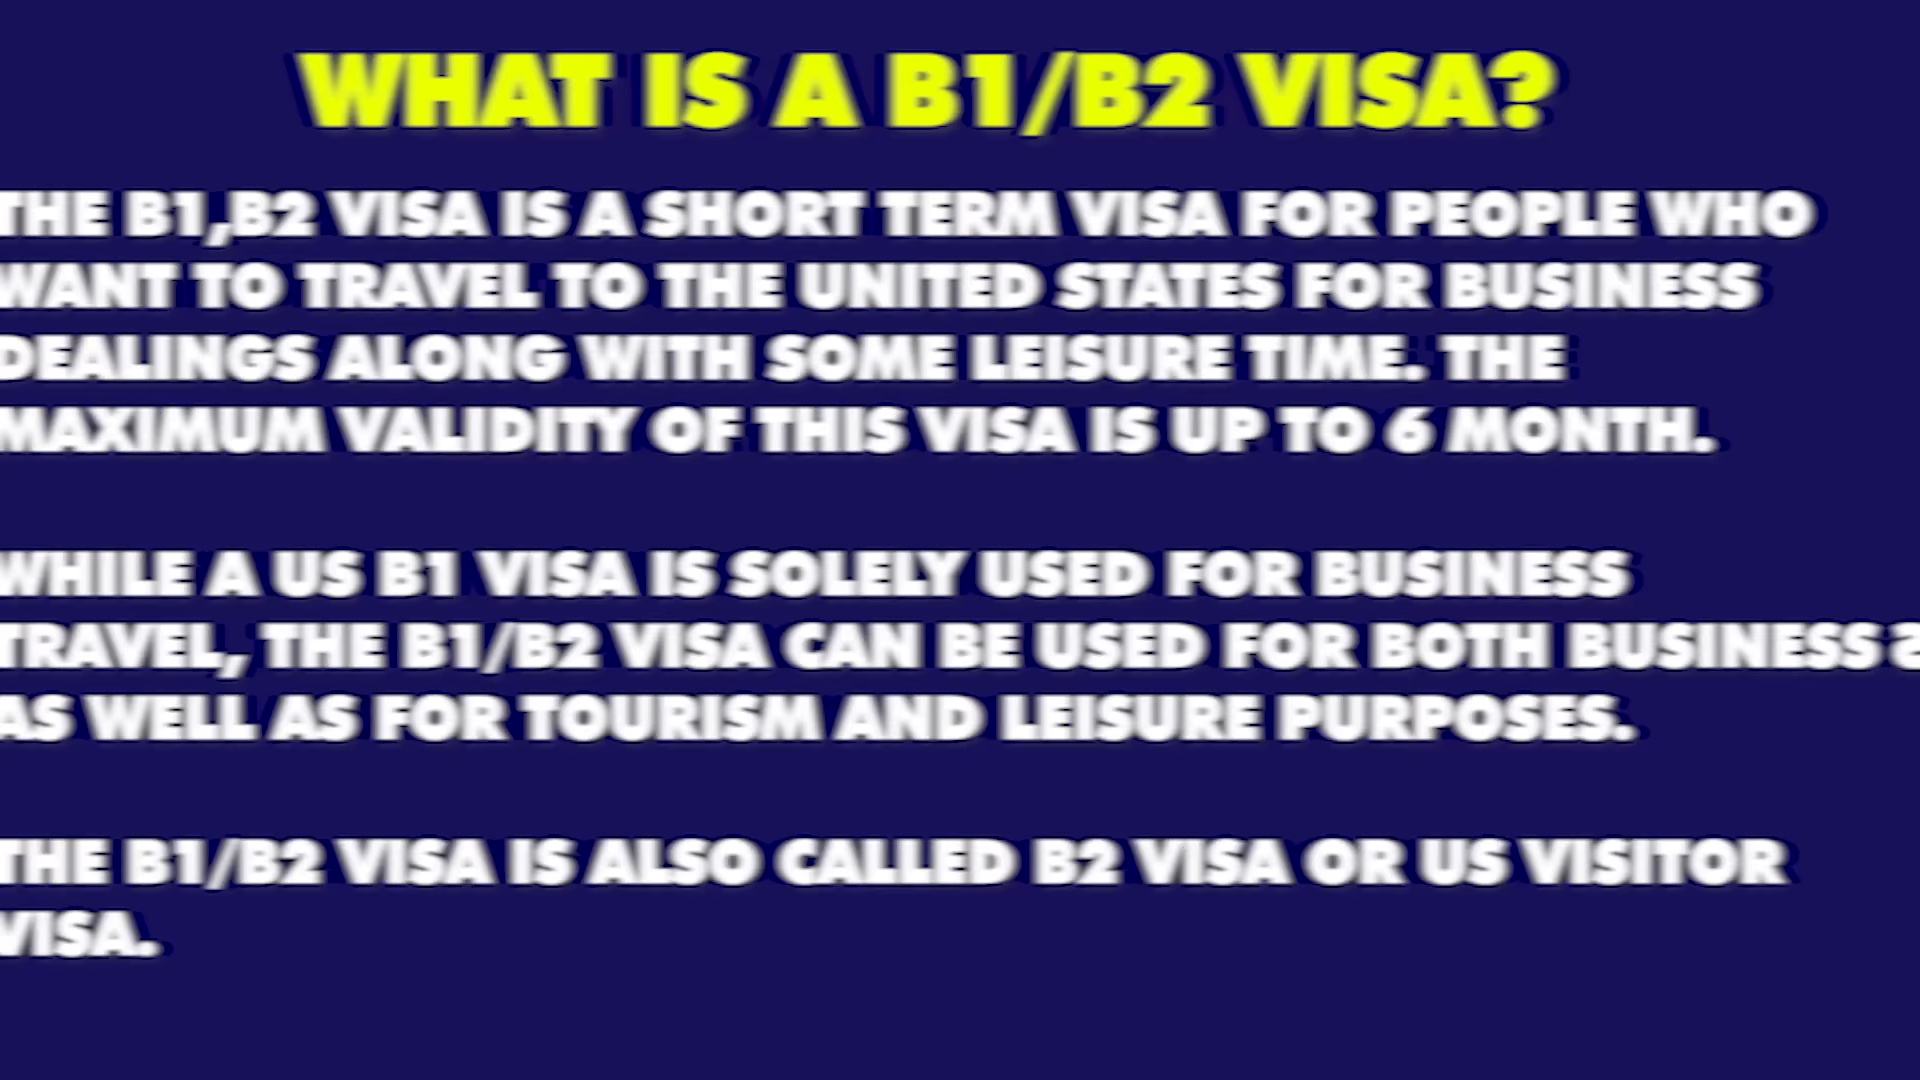 WHAT IS A B1/B2 VISA?
THE B1,B2 VISA IS A SHORT TERM VISA FOR PEOPLE WHO
WANT TO TRAVEL TO THE UNITED STATES FOR BUSINESS
DEALINGS ALONG WITH SOME LEISURE TIME. THE
MAXIMUM VALIDITY OF THIS VISA IS UP TO 6 MONTH.
WHILE A US B1 VISA IS SOLELY USED FOR BUSINESS
TRAVEL, THE B1/B2 VISA CAN BE USED FOR BOTH BUSINESS
AS WELL AS FOR TOURISM AND LEISURE PURPOSES.
THE B1/B2 VISA IS ALSO CALLED B2 VISA OR US VISITOR
VISA.